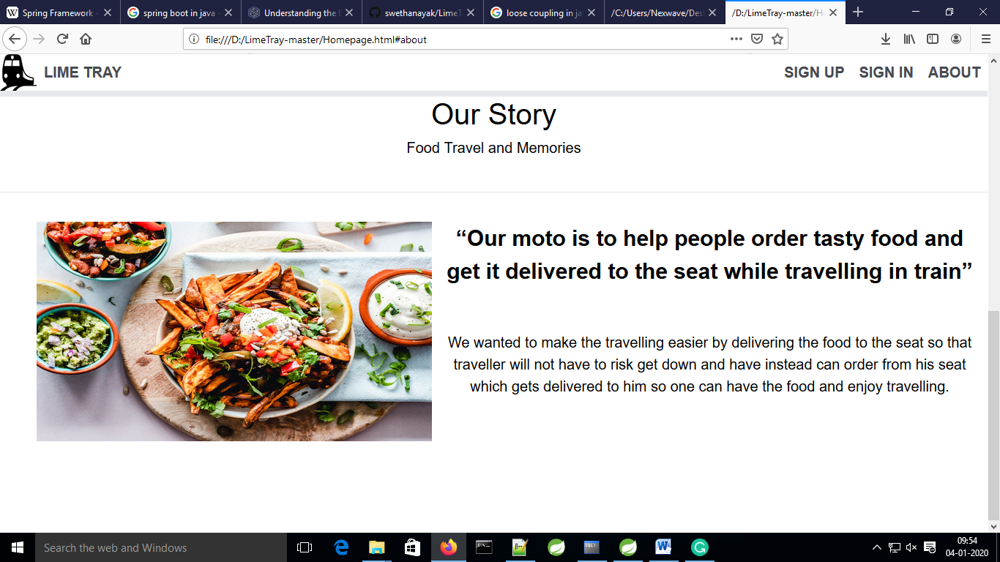 Spring Framework -
spring boot in java -
Understanding the
swethanayak/LimeT
loose coupling in ja
/C:/Users/Nexwave/Des
/D:/LimeTray-master/Ho
file:///D:/LimeTray-master/Homepage.html#about
LIME TRAY
SIGN UP
SIGN IN
ABOUT
Our Story
Food Travel and Memories
“Our moto is to help people order tasty food and
get it delivered to the seat while travelling in train”
We wanted to make the travelling easier by delivering the food to the seat so that
traveller will not have to risk get down and have instead can order from his seat
which gets delivered to him so one can have the food and enjoy travelling.
Search the web and Windows
09:54
04-01-2020